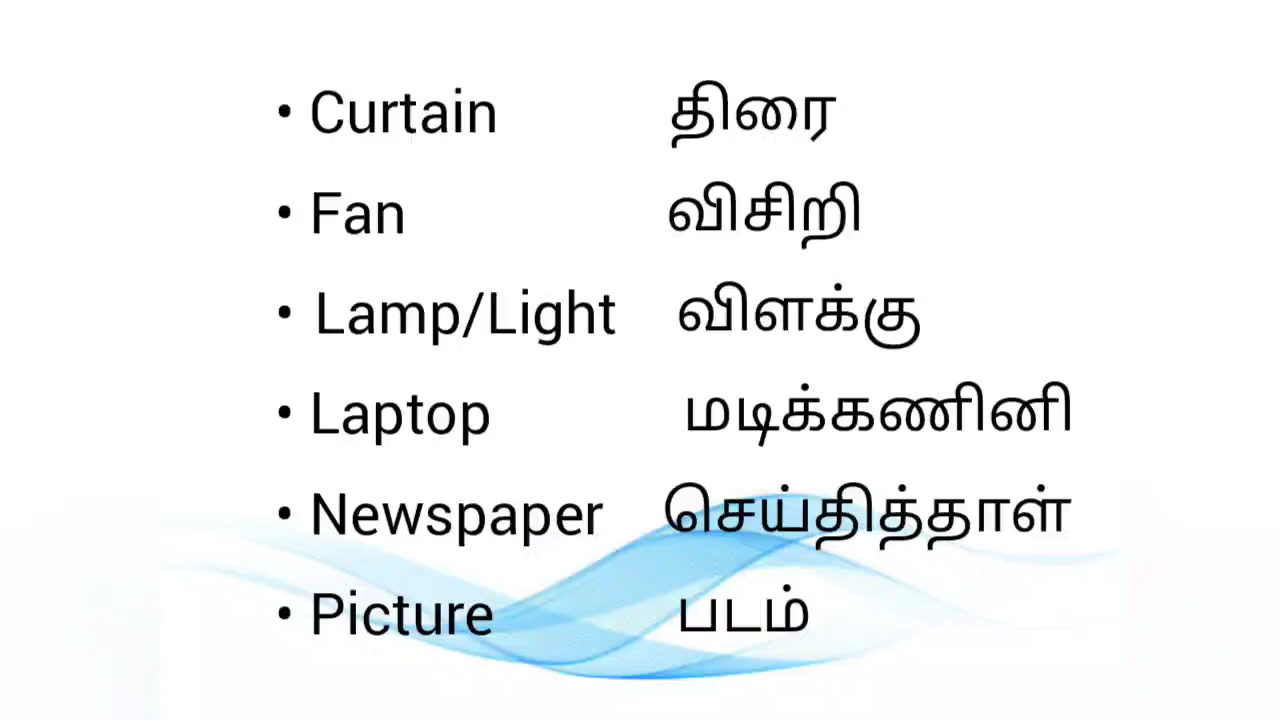 • Curtain திரை
• Fan விசிறி
• Lamp/Light விளக்கு
• Laptop மடிக்கணினி
• Newspaper செய்தித்தாள்
• Picture படம்